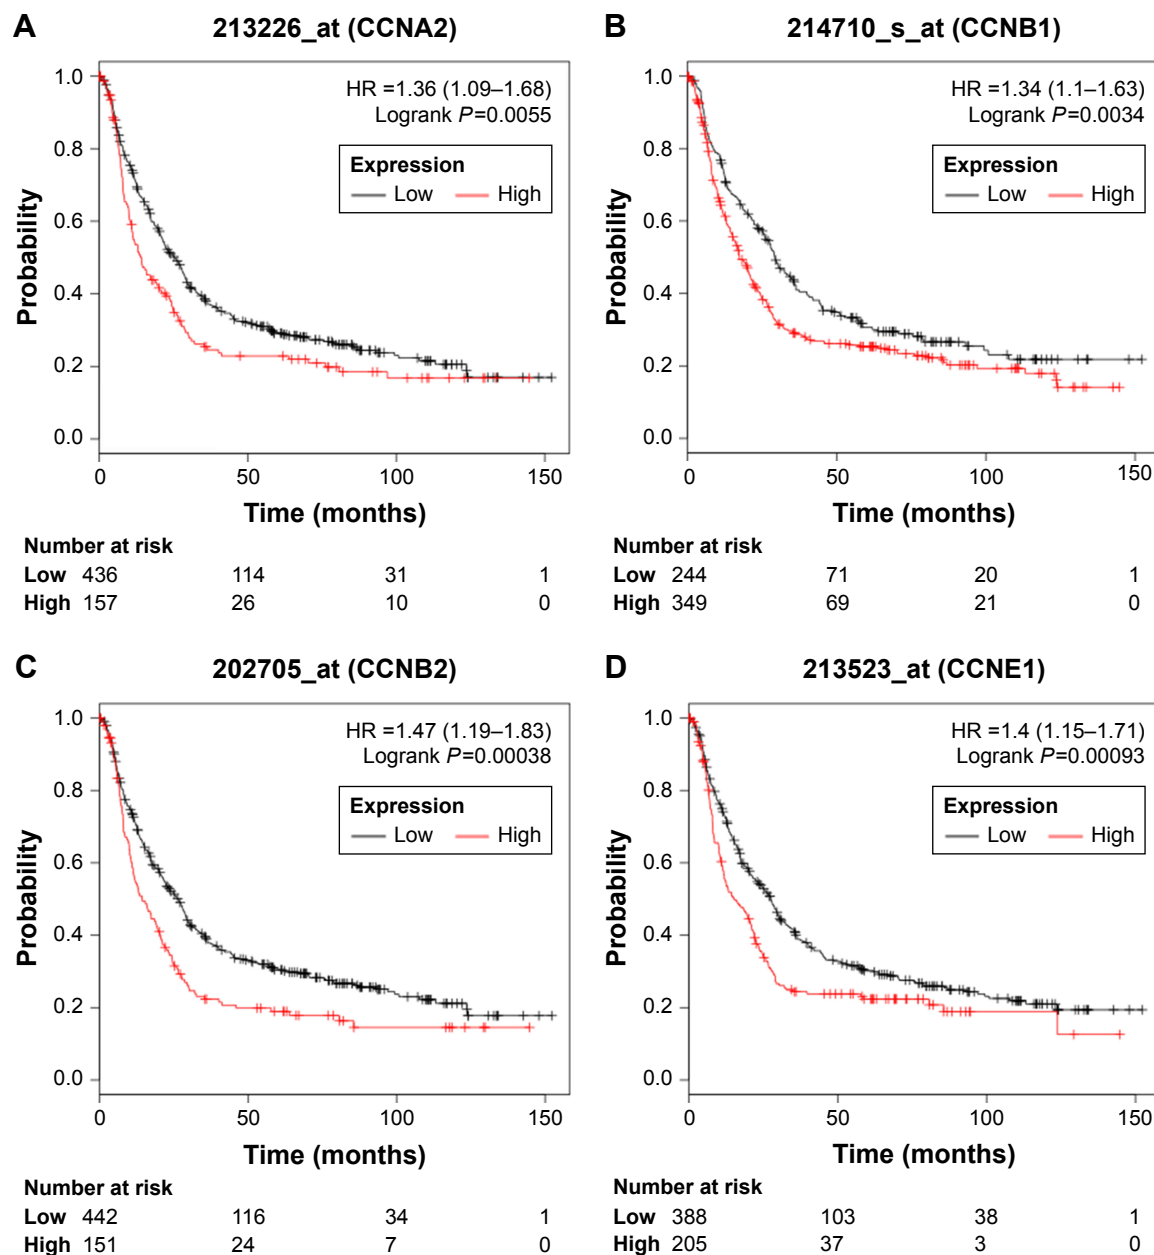 A
213226_at (CCNA2)
HR =1.36 (1.09–1.68)
Logrank P=0.0055
Expression
Low High
Probability
1.0
0.8
0.6
0.4
0.2
0.0
0 50 100 150
Time (months)
Number at risk
Low 436 114 31 1
High 157 26 10 0
B
214710_s_at (CCNB1)
HR =1.34 (1.1–1.63)
Logrank P=0.0034
Expression
Low High
Probability
1.0
0.8
0.6
0.4
0.2
0.0
0 50 100 150
Time (months)
Number at risk
Low 244 71 20 1
High 349 69 21 0
C
202705_at (CCNB2)
HR =1.47 (1.19–1.83)
Logrank P=0.00038
Expression
Low High
Probability
1.0
0.8
0.6
0.4
0.2
0.0
0 50 100 150
Time (months)
Number at risk
Low 442 116 34 1
High 151 24 7 0
D
213523_at (CCNE1)
HR =1.4 (1.15–1.71)
Logrank P=0.00093
Expression
Low High
Probability
1.0
0.8
0.6
0.4
0.2
0.0
0 50 100 150
Time (months)
Number at risk
Low 388 103 38 1
High 205 37 3 0